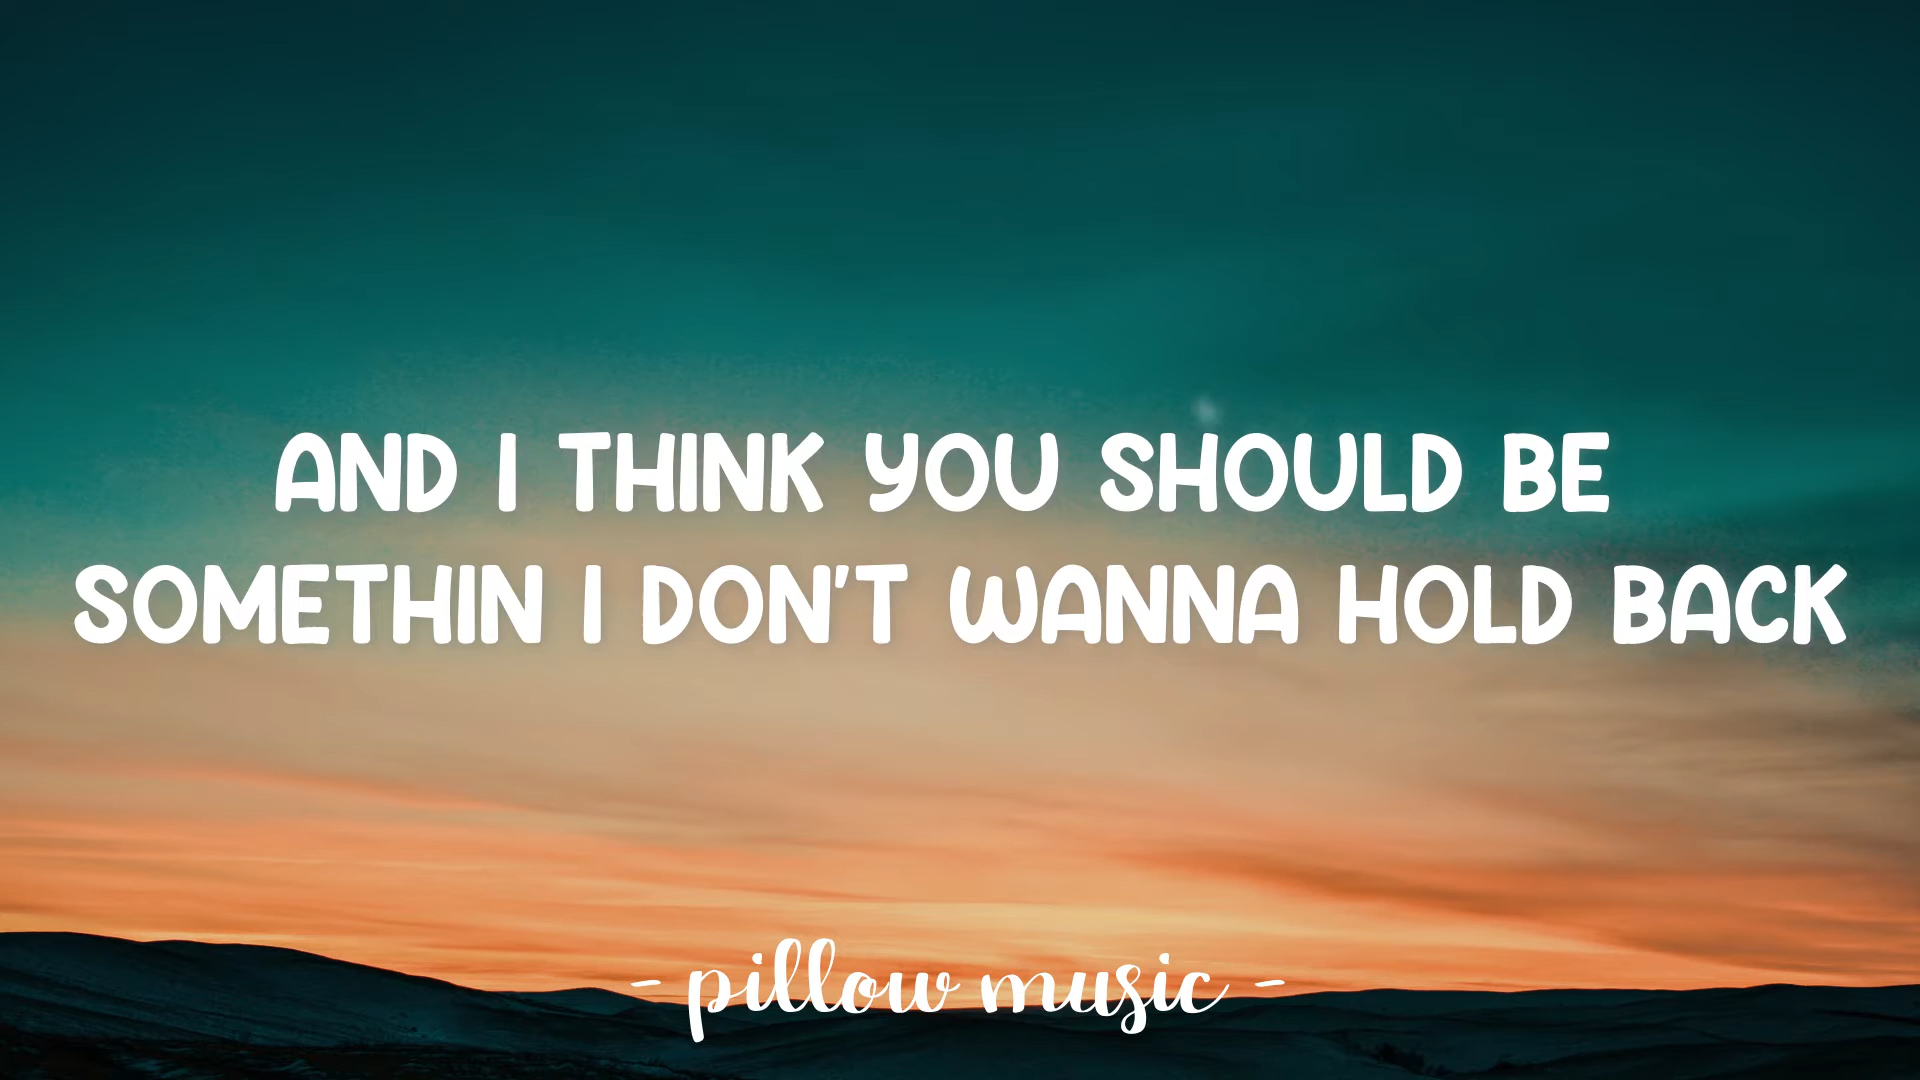 AND I THINK YOU SHOULD BE
SOMETHIN I DON'T WANNA HOLD BACK
- pillow music -